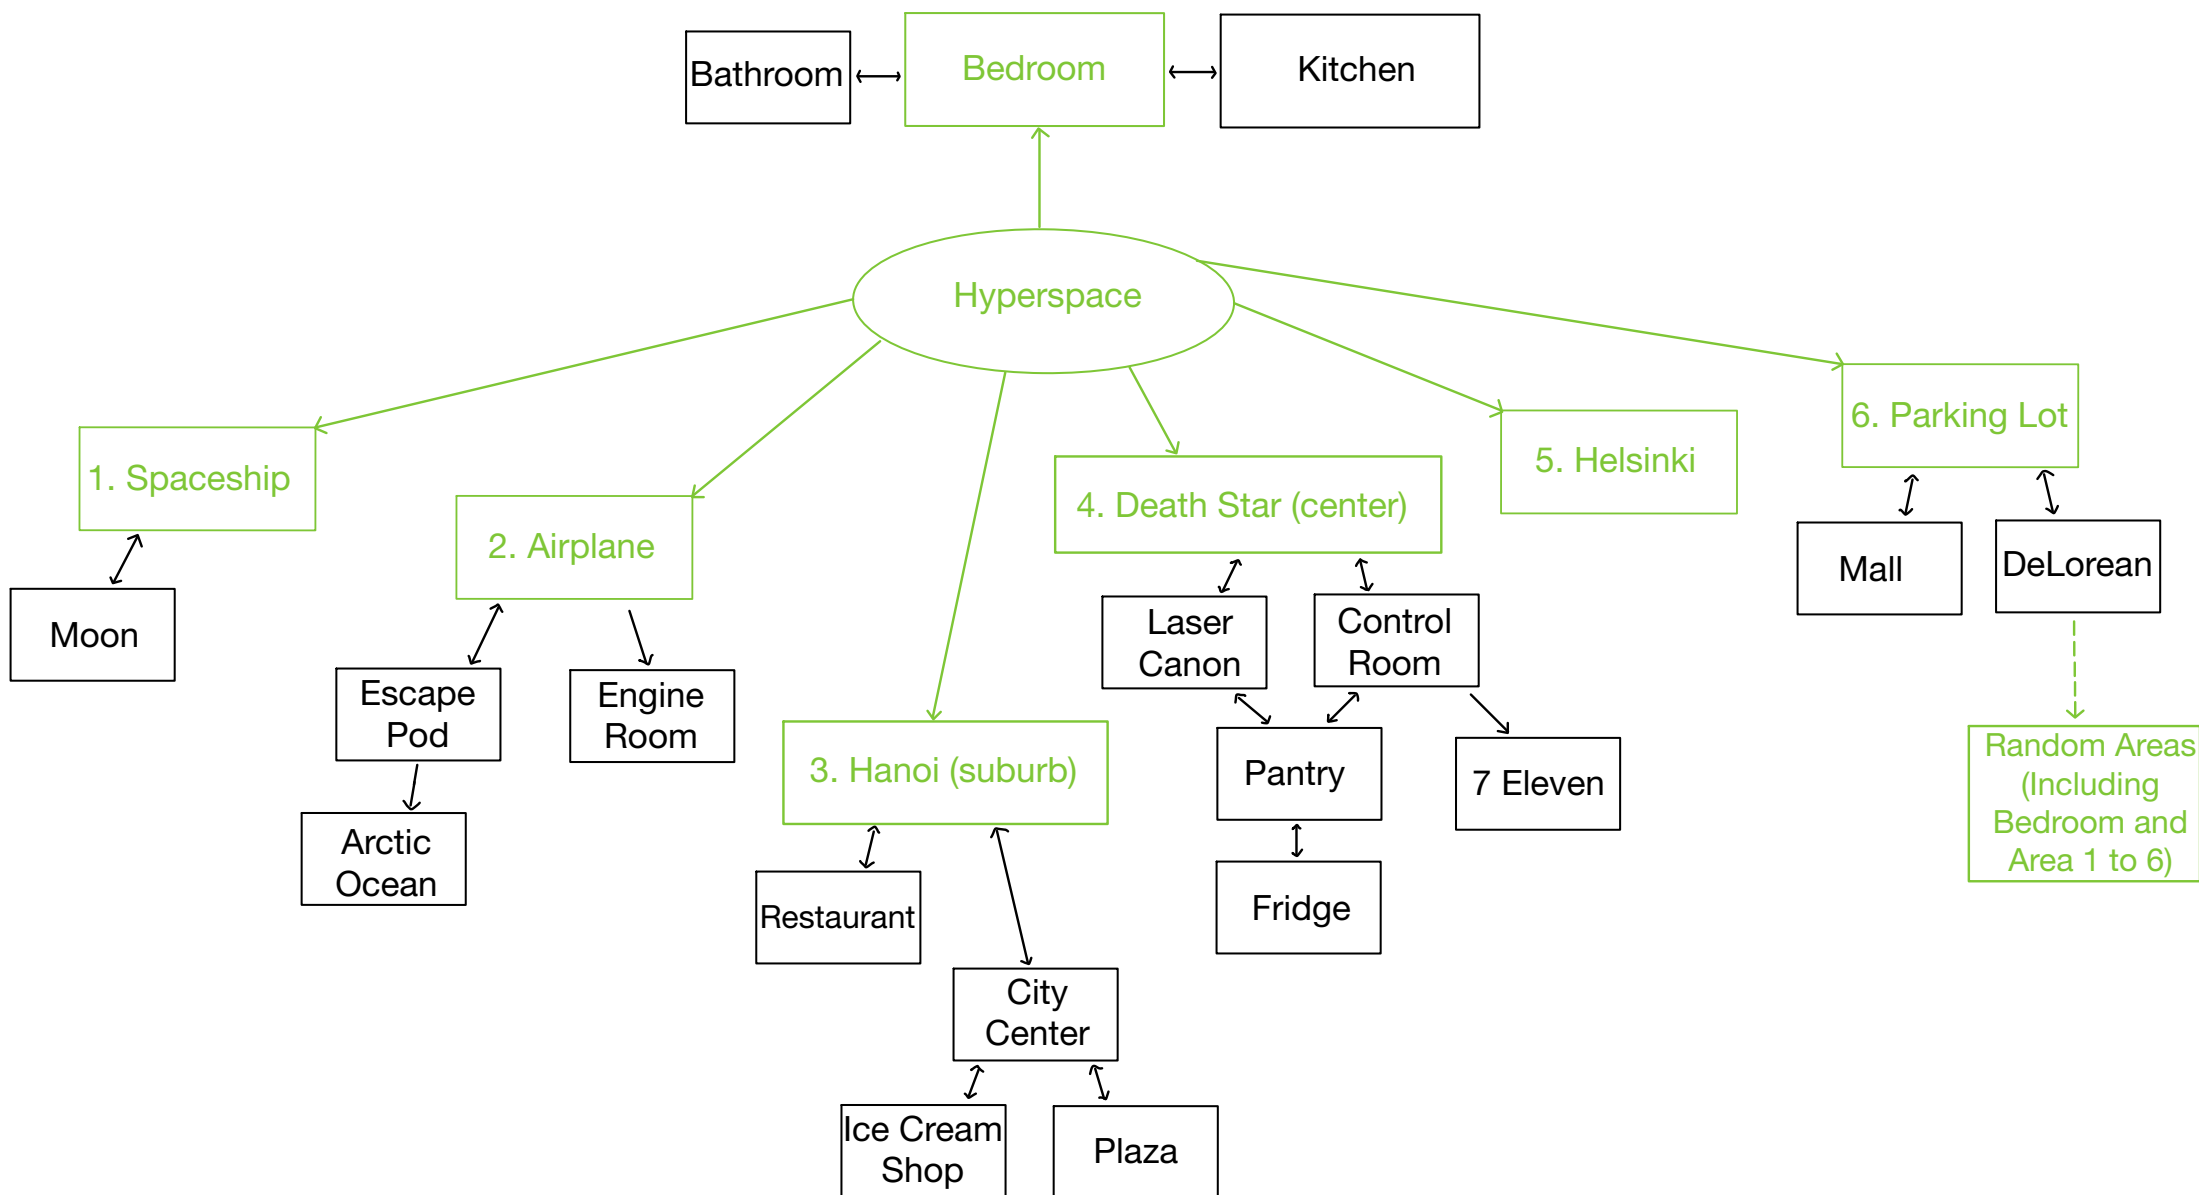 Bathroom
Bedroom
Kitchen
Hyperspace
1. Spaceship
2. Airplane
3. Hanoi (suburb)
4. Death Star (center)
5. Helsinki
6. Parking Lot
Moon
Escape
Pod
Engine
Room
Arctic
Ocean
Restaurant
City
Center
Ice Cream
Shop
Plaza
Laser
Canon
Control
Room
Pantry
7 Eleven
Fridge
Mall
DeLorean
Random Areas
(Including
Bedroom and
Area 1 to 6)